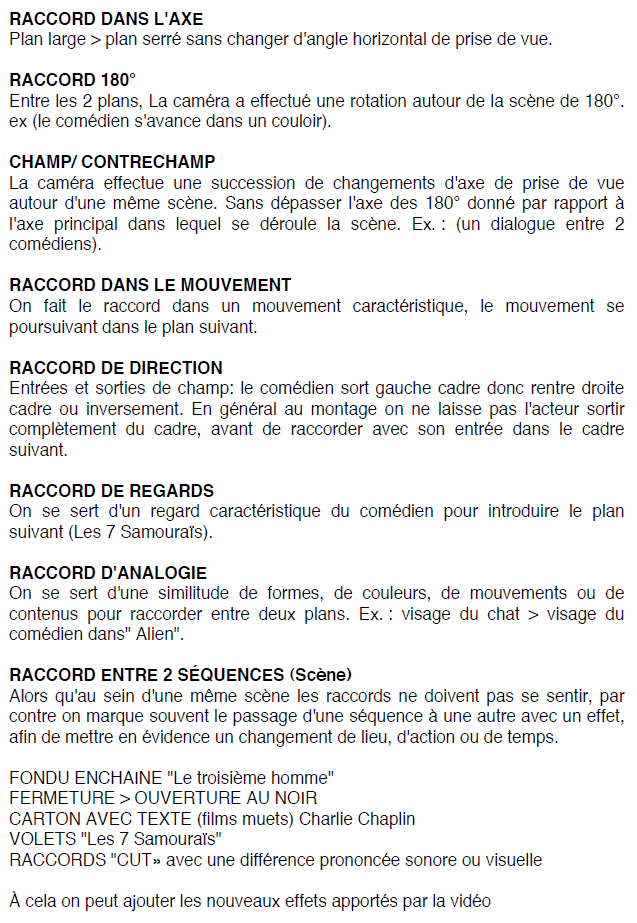 RACCORD DANS L'AXE
Plan large > plan serré sans changer d'angle horizontal de prise de vue.
RACCORD 180°
Entre les 2 plans, La caméra a effectué une rotation autour de la scène de 180°.
ex (le comédien s'avance dans un couloir).
CHAMP/ CONTRECHAMP
La caméra effectue une succession de changements d'axe de prise de vue
autour d'une même scène. Sans dépasser l'axe des 180° donné par rapport à
l'axe principal dans lequel se déroule la scène. Ex. : (un dialogue entre 2
comédiens).
RACCORD DANS LE MOUVEMENT
On fait le raccord dans un mouvement caractéristique, le mouvement se
poursuivant dans le plan suivant.
RACCORD DE DIRECTION
Entrées et sorties de champ: le comédien sort gauche cadre donc rentre droite
cadre ou inversement. En général au montage on ne laisse pas l'acteur sortir
complètement du cadre, avant de raccorder avec son entrée dans le cadre
suivant.
RACCORD DE REGARDS
On se sert d'un regard caractéristique du comédien pour introduire le plan
suivant (Les 7 Samouraïs).
RACCORD D'ANALOGIE
On se sert d'une similitude de formes, de couleurs, de mouvements ou de
contenus pour raccorder entre deux plans. Ex. : visage du chat > visage du
comédien dans" Alien".
RACCORD ENTRE 2 SÉQUENCES (Scène)
Alors qu'au sein d'une même scène les raccords ne doivent pas se sentir, par
contre on marque souvent le passage d'une séquence à une autre avec un effet,
afin de mettre en évidence un changement de lieu, d'action ou de temps.
FONDU ENCHAINE "Le troisième homme"
FERMETURE > OUVERTURE AU NOIR
CARTON AVEC TEXTE (films muets) Charlie Chaplin
VOLETS "Les 7 Samouraïs"
RACCORDS "CUT» avec une différence prononcée sonore ou visuelle
À cela on peut ajouter les nouveaux effets apportés par la vidéo